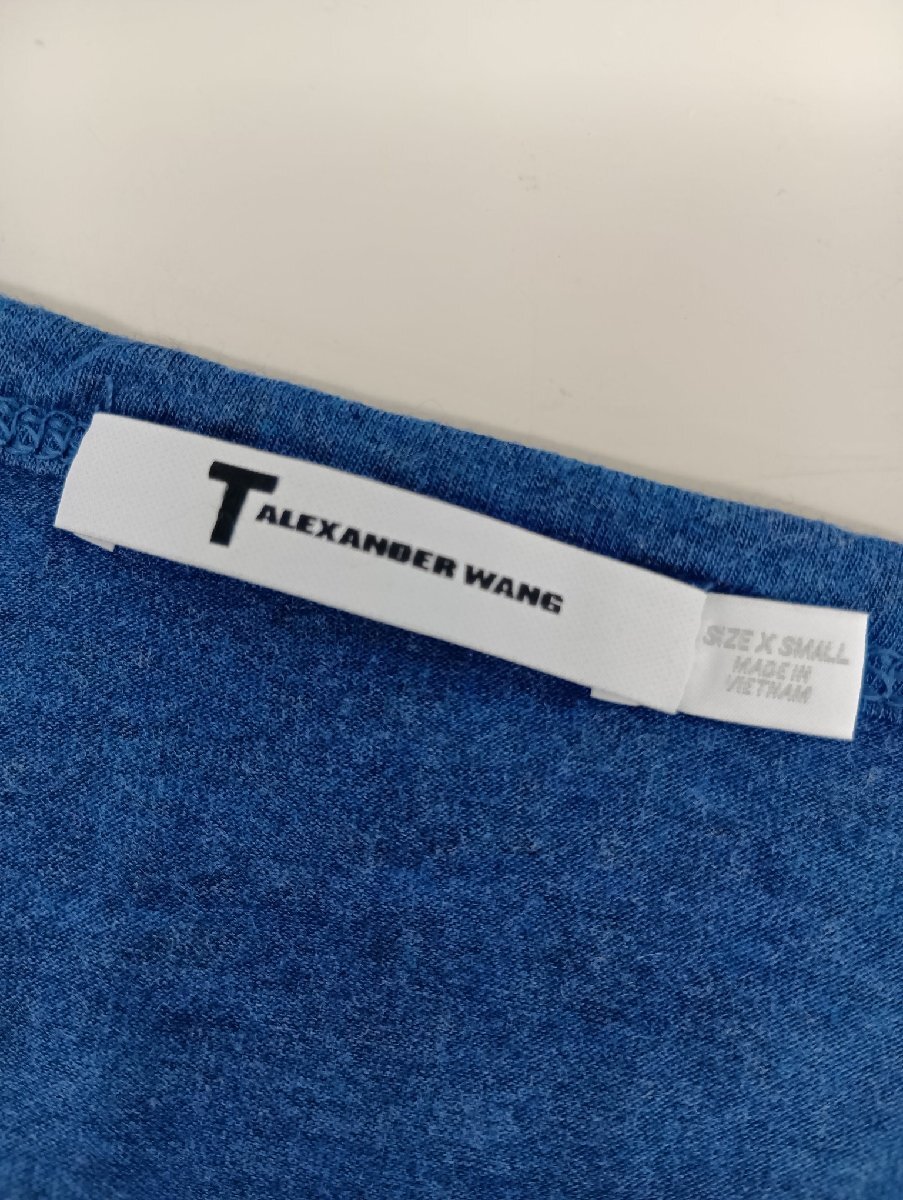 T ALEXANDER WANG
SIZE X SMALL
MADE IN
VIETNAM